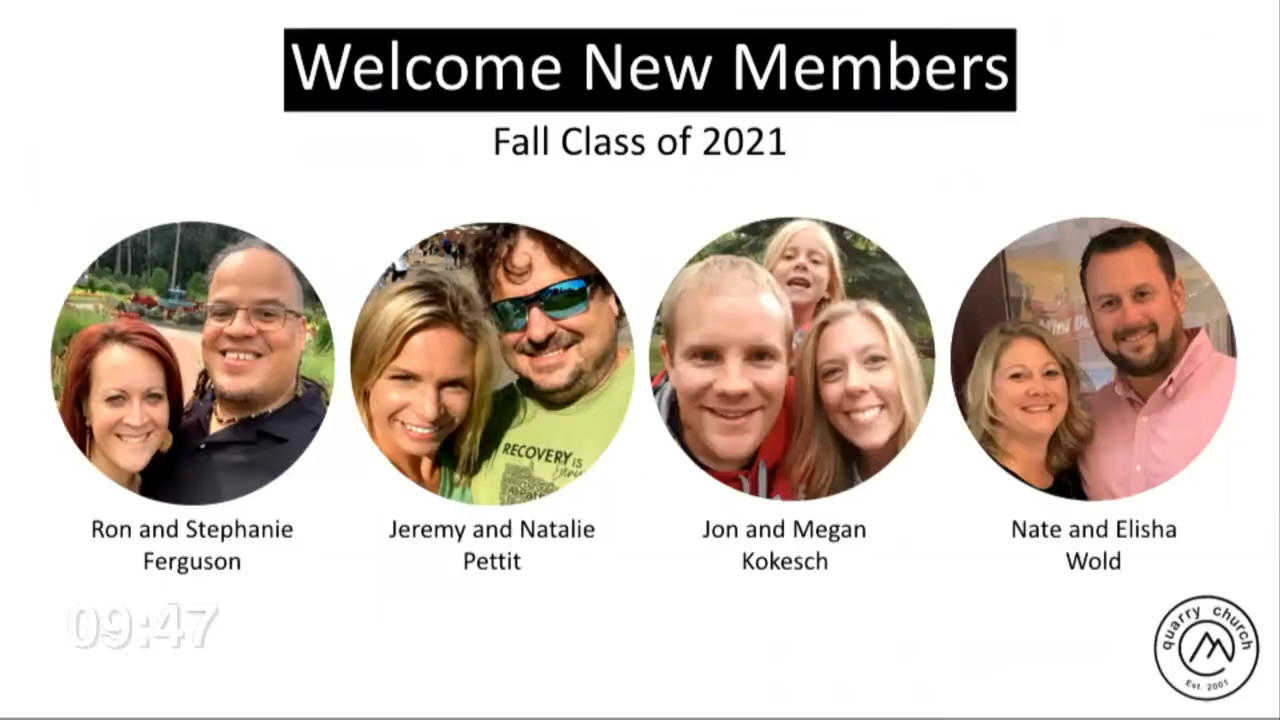 Welcome New Members
Fall Class of 2021
RECOVERY IS
Ron and Stephanie
Ferguson
Jeremy and Natalie
Pettit
Jon and Megan
Kokesch
Nate and Elisha
Wold
09:47
quarry church
Est. 2001